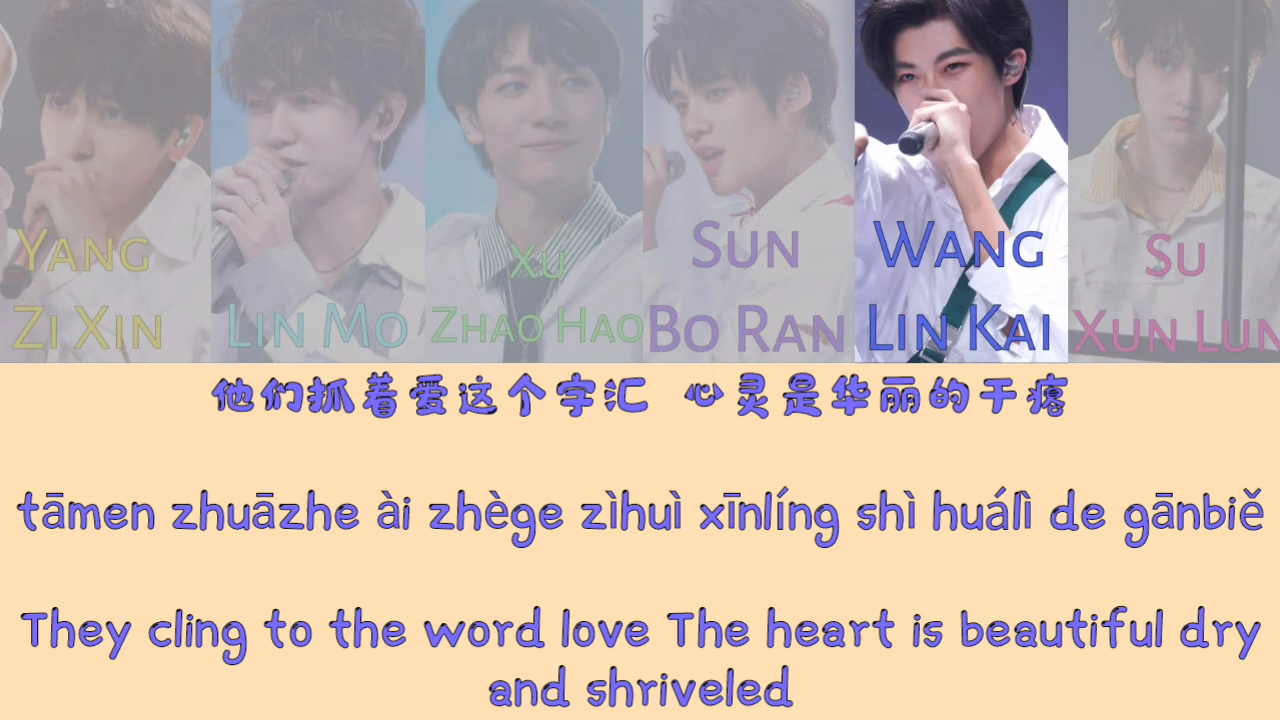 Yang
Zi Xin
Lin Mo
Xu
Zhao Hao
Sun
Bo Ran
Wang
Lin Kai
Su
Xun Lun
他们抓着爱这个字汇 心灵是华丽的干瘪
tāmen zhuāzhe ài zhège zìhuì xīnlíng shì huálì de gānbiě
They cling to the word love The heart is beautiful dry
and shriveled